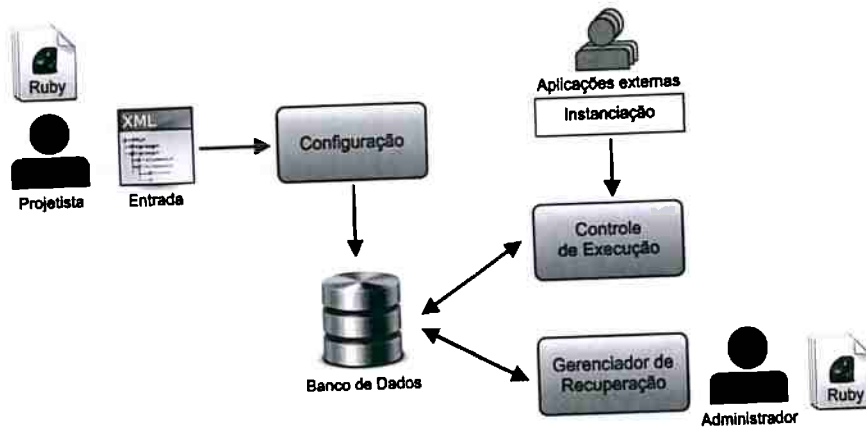 Ruby
Projetista
XML
Entrada
Configuração
Banco de Dados
Aplicações externas
Instanciação
Controle
de Execução
Gerenciador de
Recuperação
Administrador
Ruby